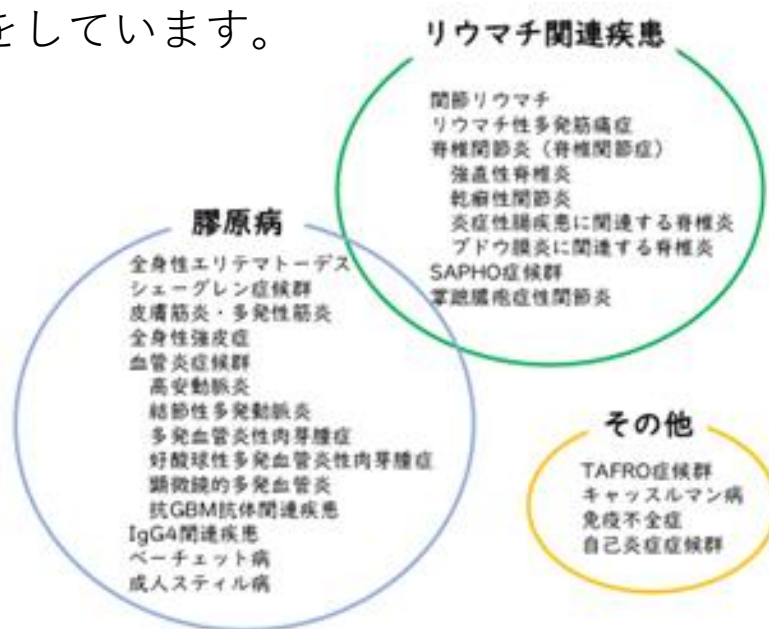 をしています。
リウマチ関連疾患
関節リウマチ
リウマチ性多発筋痛症
脊椎関節炎（脊椎関節症）
強直性脊椎炎
乾癬性関節炎
炎症性腸疾患に関連する脊椎炎
ブドウ膜炎に関連する脊椎炎
SAPHO症候群
掌蹠膿疱症性関節炎
膠原病
全身性エリテマトーデス
シェーグレン症候群
皮膚筋炎・多発性筋炎
全身性強皮症
血管炎症候群
高安動脈炎
結節性多発動脈炎
多発血管炎性肉芽腫症
好酸球性多発血管炎性肉芽腫症
顕微鏡的多発血管炎
抗GBM抗体関連疾患
IgG4関連疾患
ベーチェット病
成人スティル病
その他
TAFRO症候群
キャッスルマン病
免疫不全症
自己炎症症候群